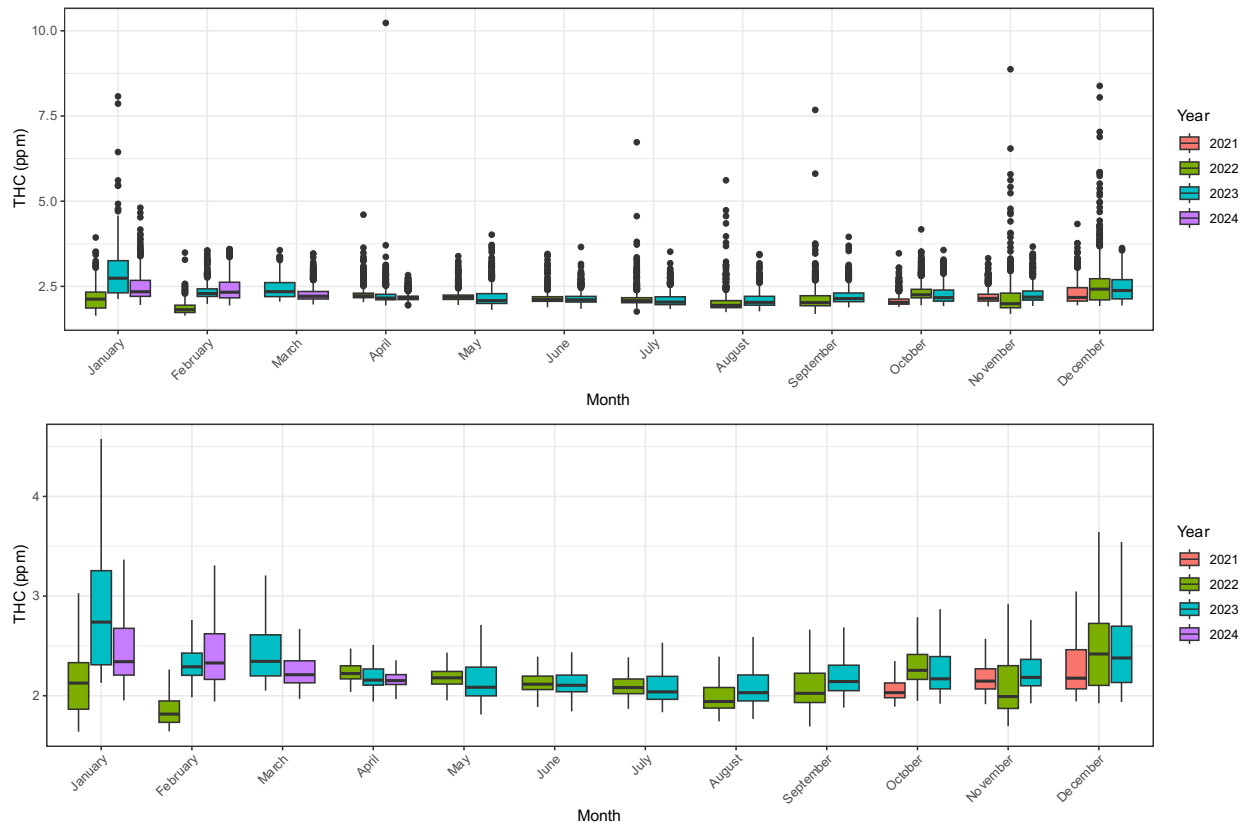 10.0
7.5
5.0
2.5
THC (ppm)
January
February
March
April
May
June
July
August
September
October
November
December
Month
Year
2021
2022
2023
2024
4
3
2
THC (ppm)
January
February
March
April
May
June
July
August
September
October
November
December
Month
Year
2021
2022
2023
2024